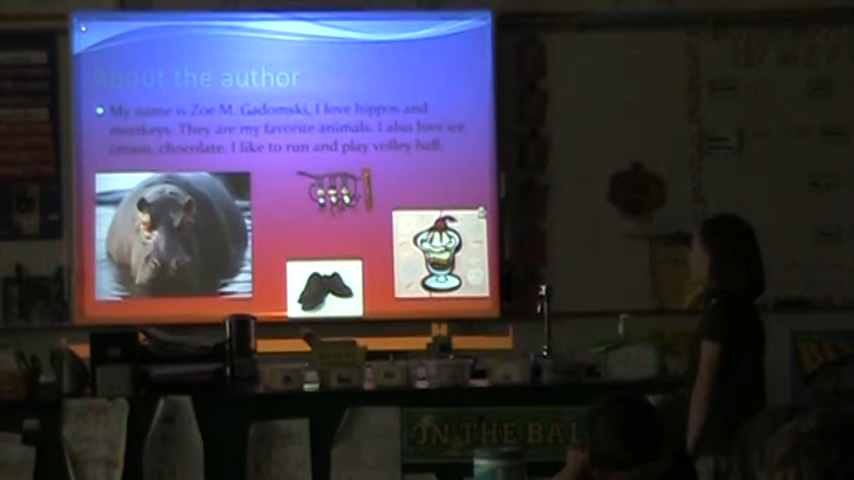 About the author
My name is Zoe M. Gadomski, I love hippos and
monkeys. They are my favorite animals. I also love ice
cream, chocolate. I like to run and play volley ball.
ON THE BAL